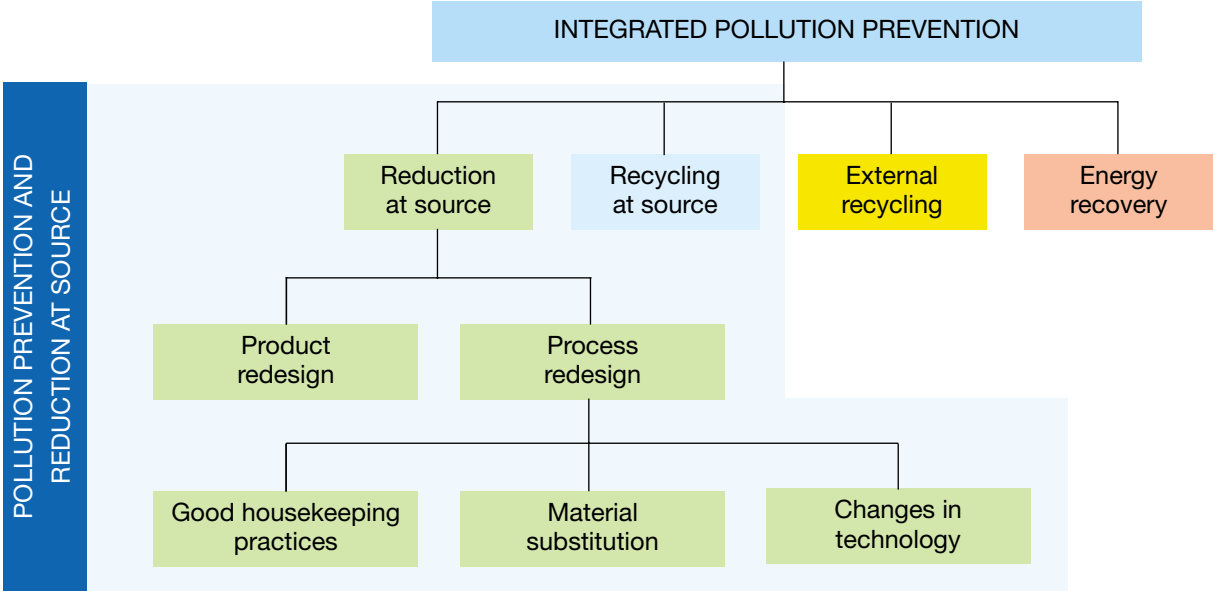 INTEGRATED POLLUTION PREVENTION
POLLUTION PREVENTION AND
REDUCTION AT SOURCE
Reduction
at source
Recycling
at source
External
recycling
Energy
recovery
Product
redesign
Process
redesign
Good housekeeping
practices
Material
substitution
Changes in
technology